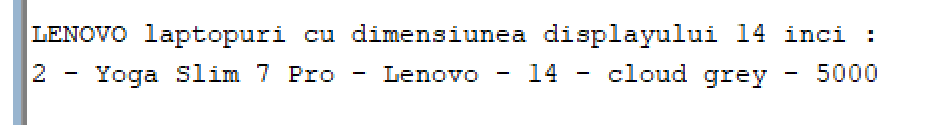 LENOVO laptopuri cu dimensiunea displayului 14 inci :
2 - Yoga Slim 7 Pro - Lenovo - 14 - cloud grey - 5000